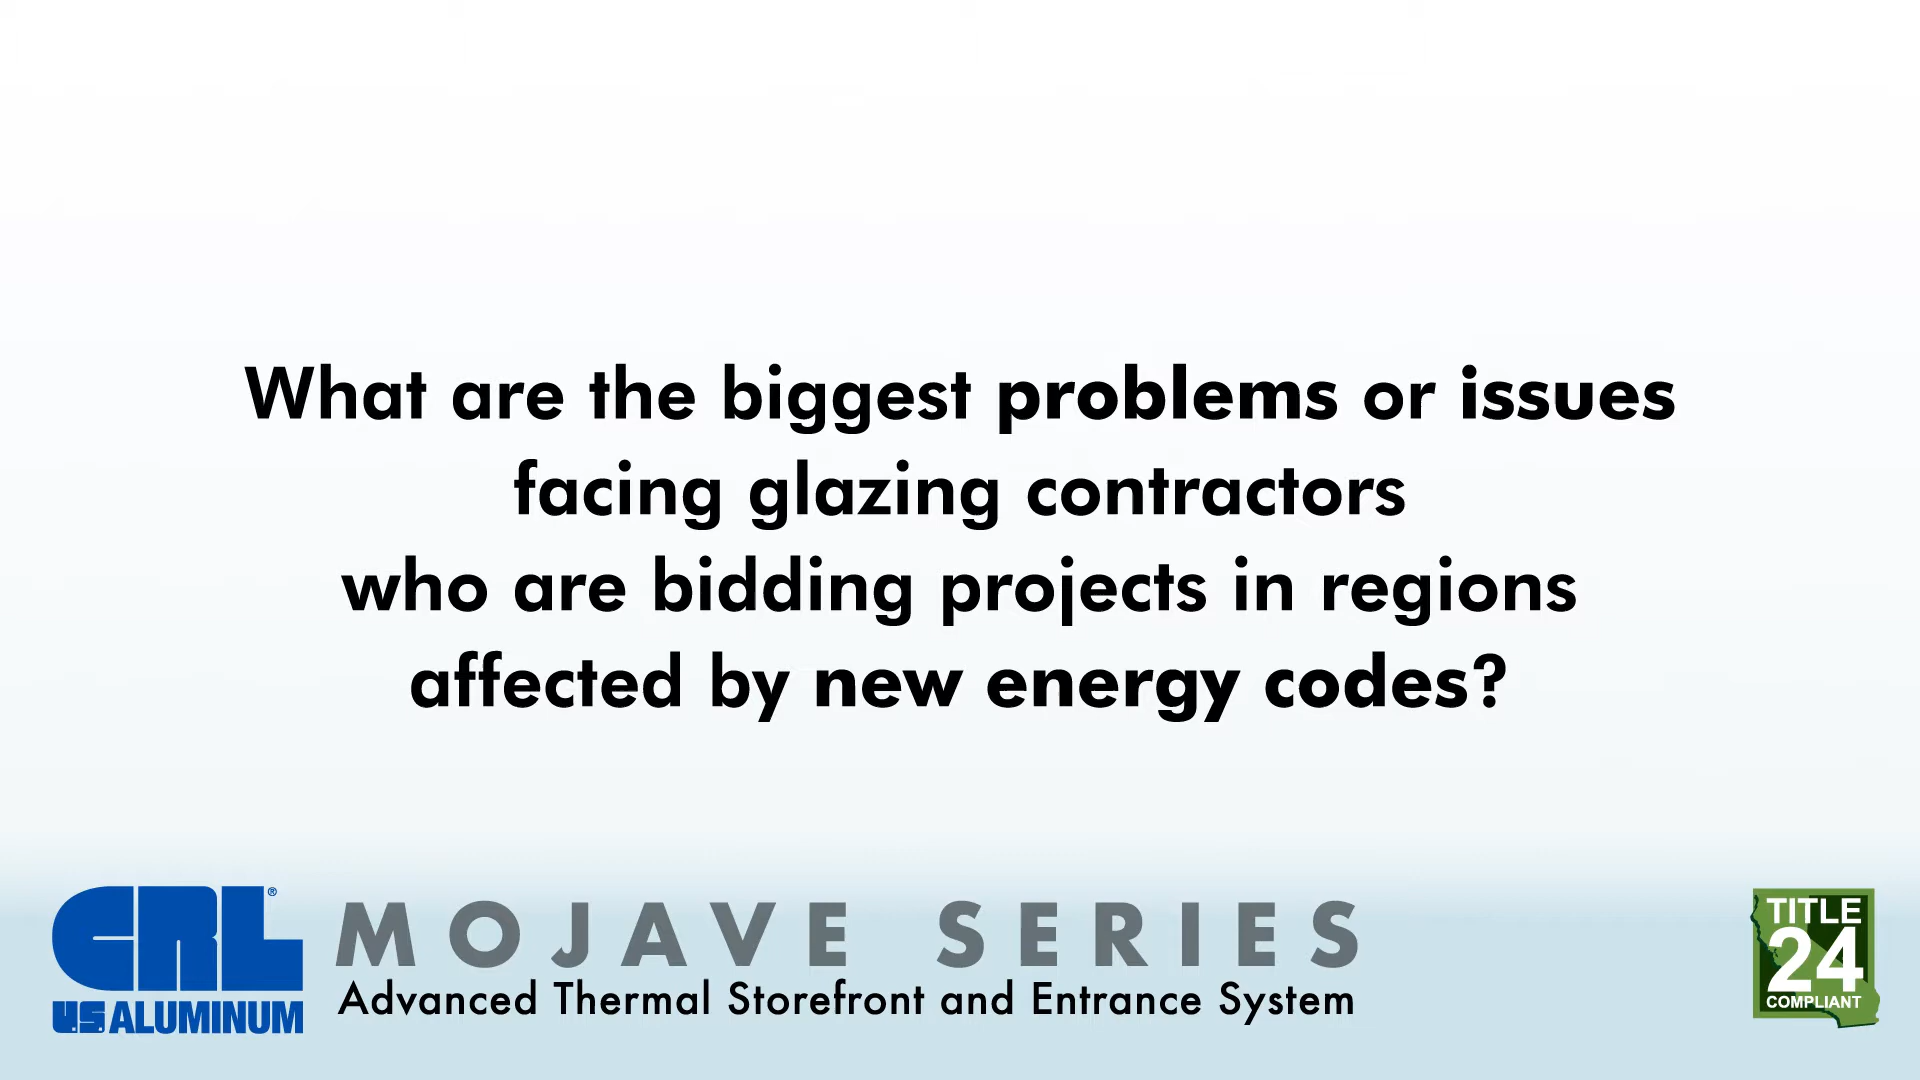 What are the biggest problems or issues
facing glazing contractors
who are bidding projects in regions
affected by new energy codes?
CRL®
U.S. ALUMINUM
MOJAVE SERIES
Advanced Thermal Storefront and Entrance System
TITLE
24
COMPLIANT